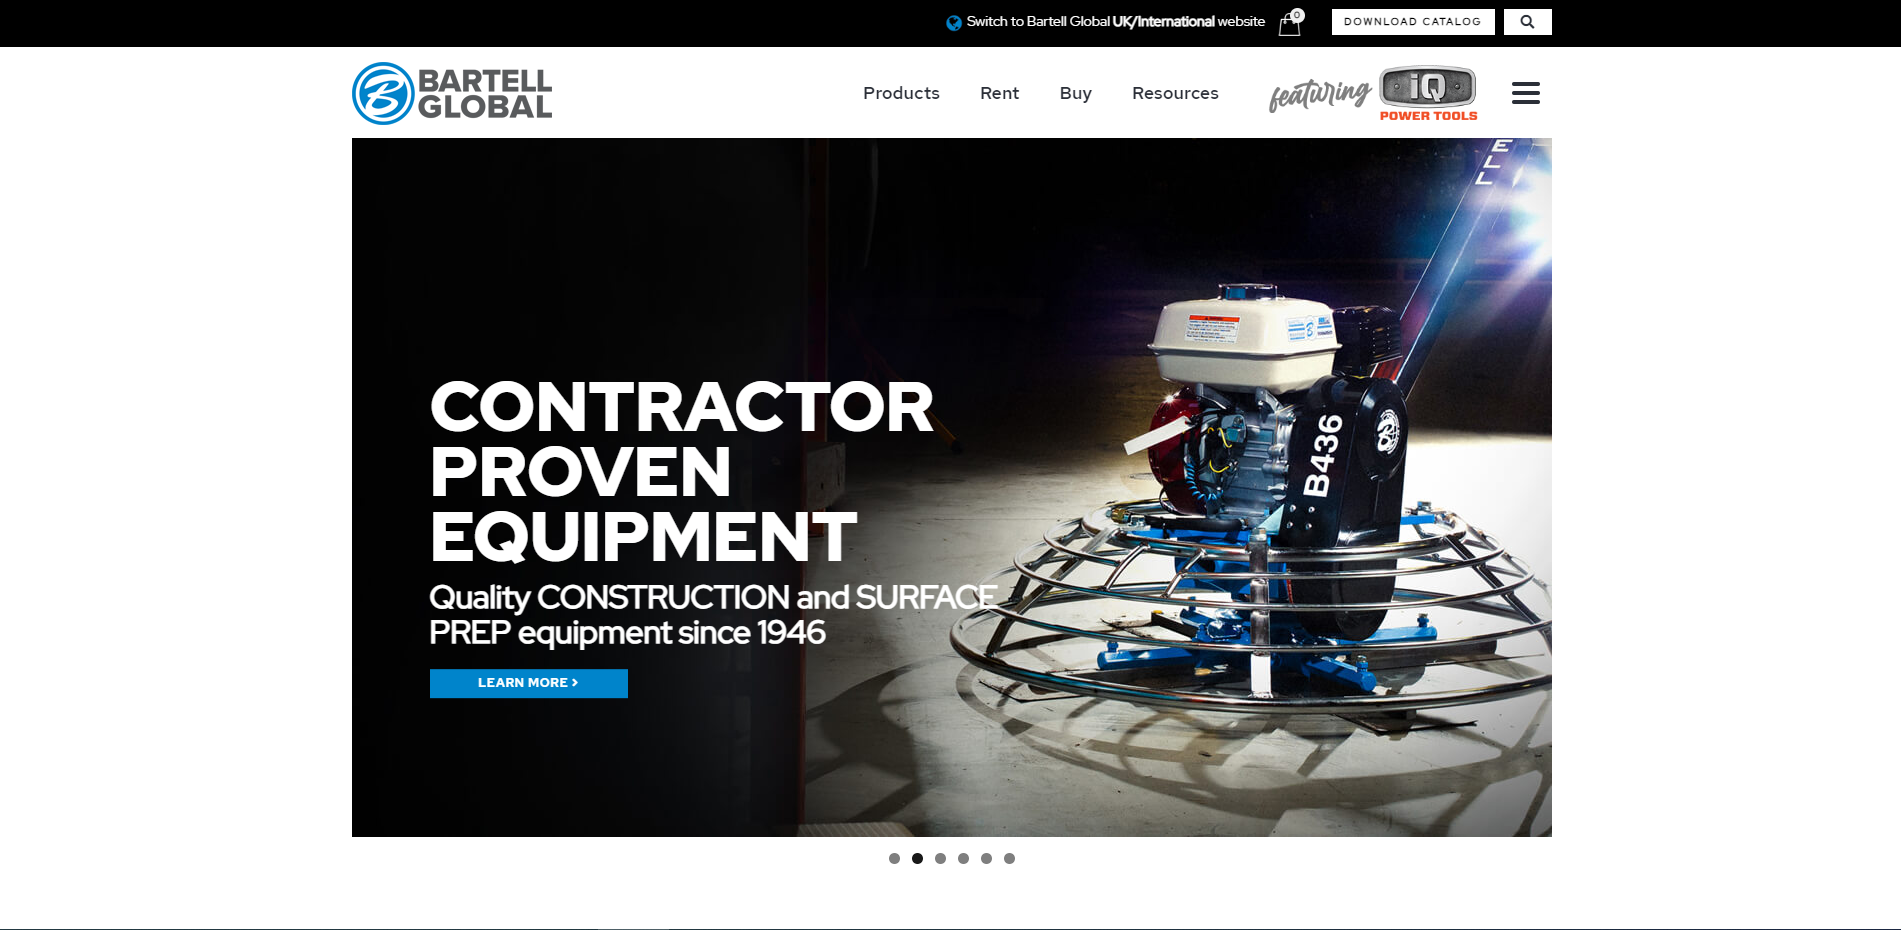 Switch to Bartell Global UK/International website
0
DOWNLOAD CATALOG
BARTELL
GLOBAL
Products
Rent
Buy
Resources
featuring
iQ
POWER TOOLS
ELL
B436
CONTRACTOR
PROVEN
EQUIPMENT
Quality CONSTRUCTION and SURFACE
PREP equipment since 1946
LEARN MORE >